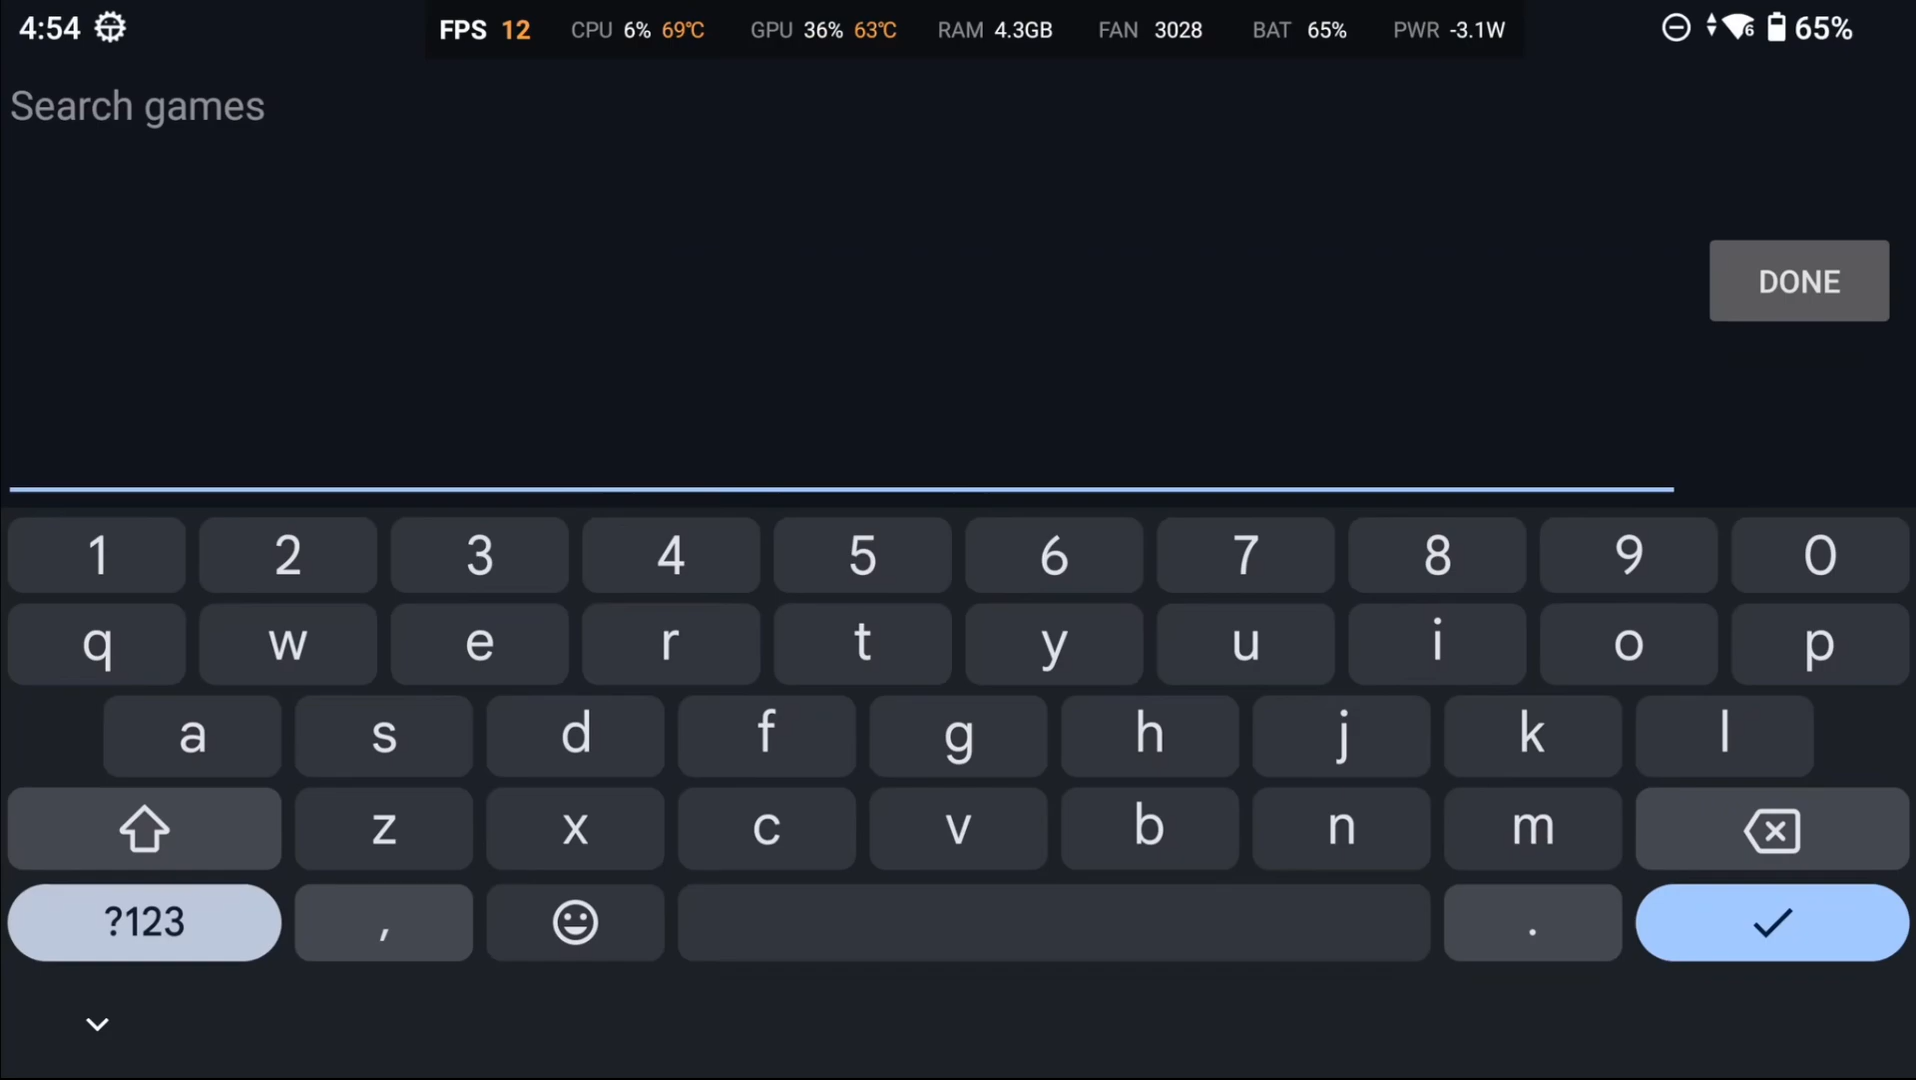 4:54 FPS 12 CPU 6% 69℃ GPU 36% 63℃ RAM 4.3GB FAN 3028 BAT 65% PWR -3.1W 6 65%
Search games
DONE
1 2 3 4 5 6 7 8 9 0
q w e r t y u i o p
a s d f g h j k l
z x c v b n m
?123 , .